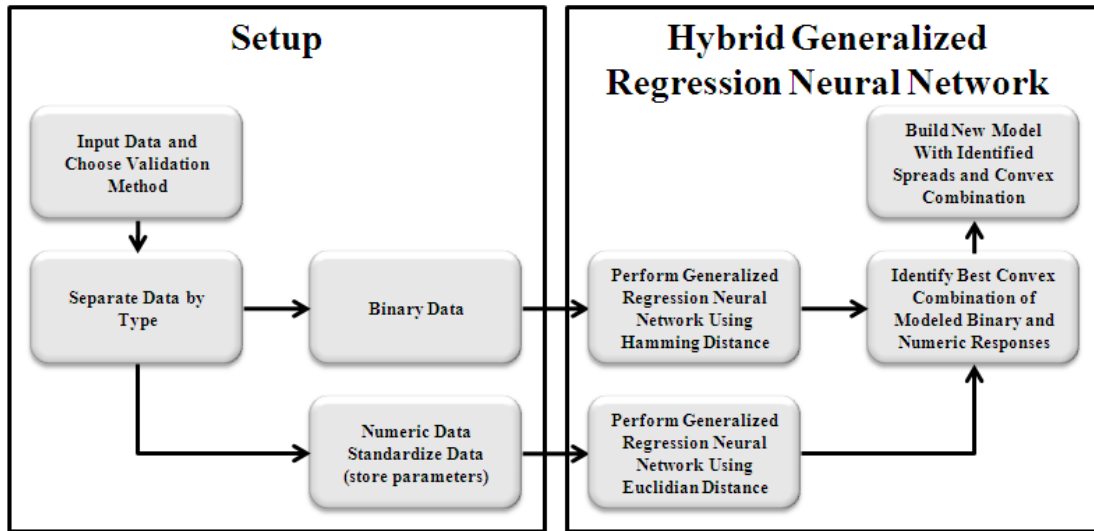 Setup
Input Data and
Choose Validation
Method
Separate Data by
Type
Binary Data
Numeric Data
Standardize Data
(store parameters)
Hybrid Generalized
Regression Neural Network
Build New Model
With Identified
Spreads and Convex
Combination
Perform Generalized
Regression Neural
Network Using
Hamming Distance
Identify Best Convex
Combination of
Modeled Binary and
Numeric Responses
Perform Generalized
Regression Neural
Network Using
Euclidian Distance